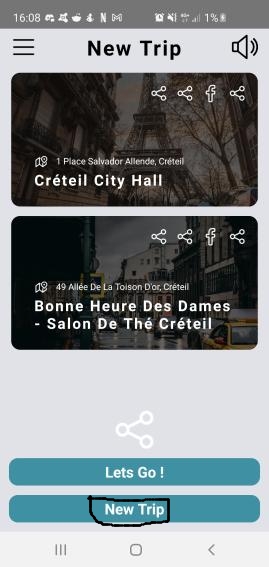 16:08
1%
New Trip
1 Place Salvador Allende, Créteil
Créteil City Hall
49 Allée De La Toison D'or, Créteil
Bonne Heure Des Dames
- Salon De Thé Créteil
Lets Go !
New Trip